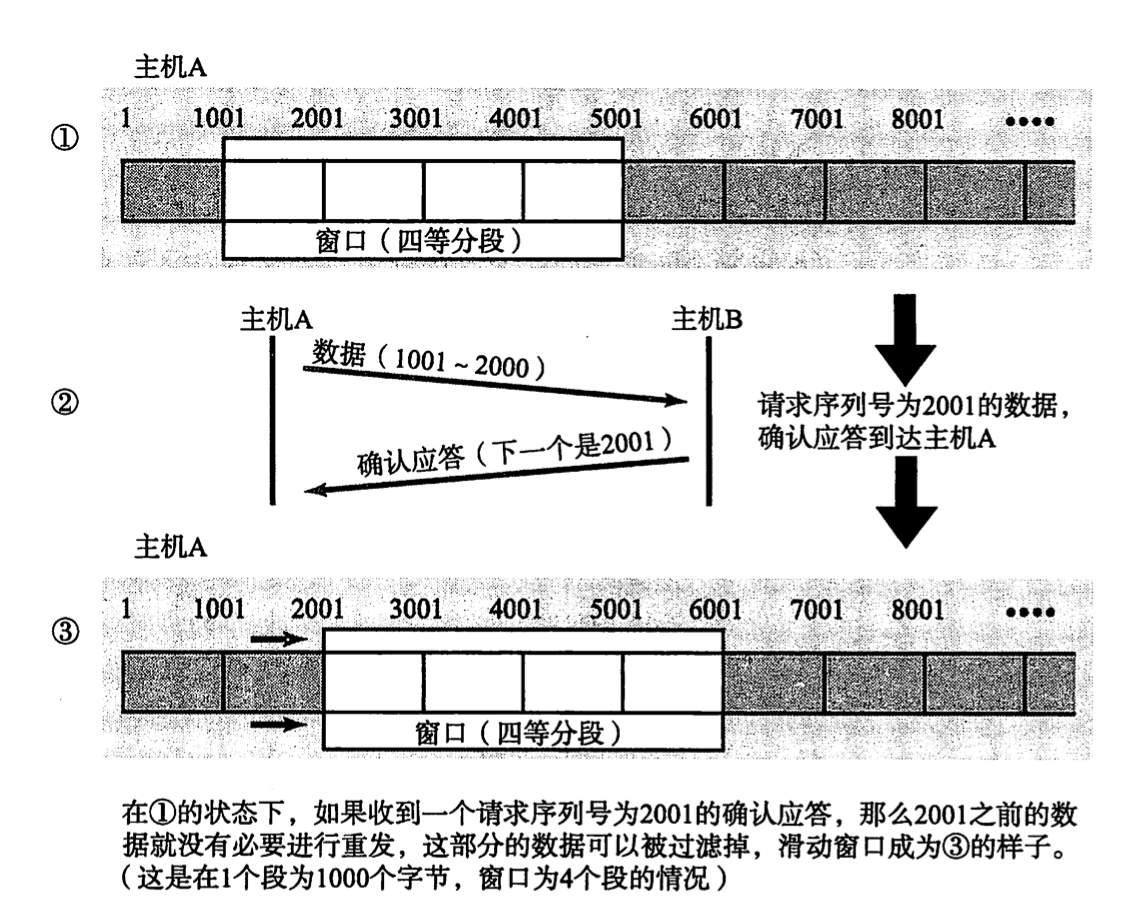 主机A
1 1001 2001 3001 4001 5001 6001 7001 8001 ••••
①
窗口（四等分段）
主机A 主机B
数据（1001~2000）
②
请求序列号为2001的数据，
确认应答到达主机A
确认应答（下一个是2001）
主机A
1 1001 2001 3001 4001 5001 6001 7001 8001 ••••
③
窗口（四等分段）
在①的状态下，如果收到一个请求序列号为2001的确认应答，那么2001之前的数
据就没有必要进行重发，这部分的数据可以被过滤掉，滑动窗口成为③的样子。
（这是在1个段为1000个字节，窗口为4个段的情况）